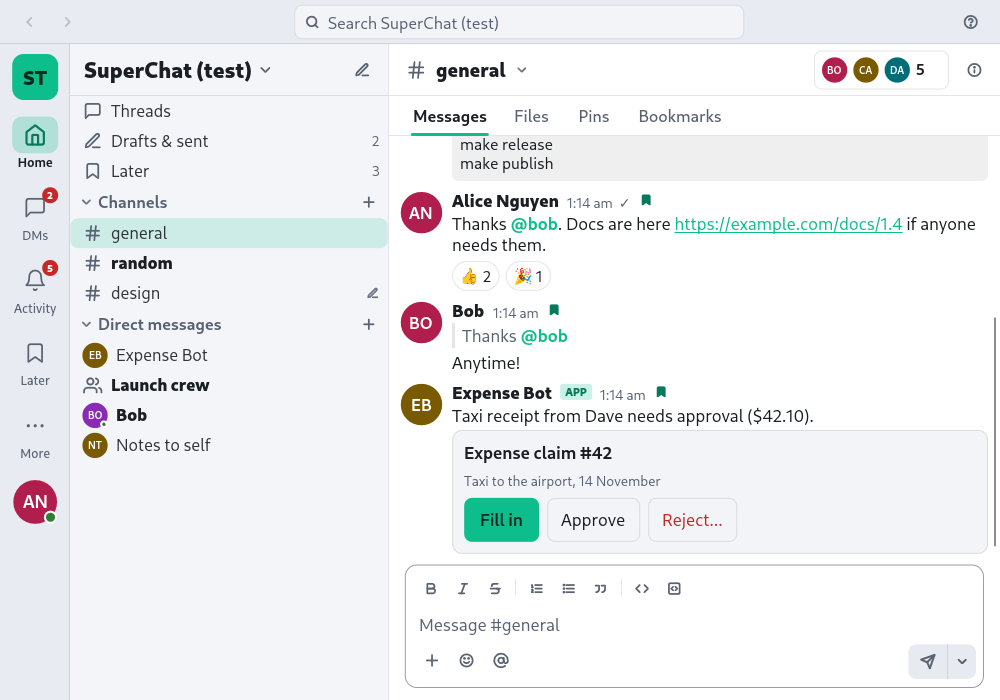 Search SuperChat (test)
ST
Home
2
DMs
5
Activity
Later
More
AN
SuperChat (test)
Threads
Drafts & sent 2
Later 3
Channels
general
random
design
Direct messages
EB Expense Bot
Launch crew
BO Bob
NT Notes to self
# general
BO CA DA 5
Messages Files Pins Bookmarks
make release
make publish
AN Alice Nguyen 1:14 am ✓
Thanks @bob. Docs are here https://example.com/docs/1.4 if anyone
needs them.
👍 2 🎉 1
BO Bob 1:14 am
Thanks @bob
Anytime!
EB Expense Bot APP 1:14 am
Taxi receipt from Dave needs approval ($42.10).
Expense claim #42
Taxi to the airport, 14 November
Fill in Approve Reject...
Message #general